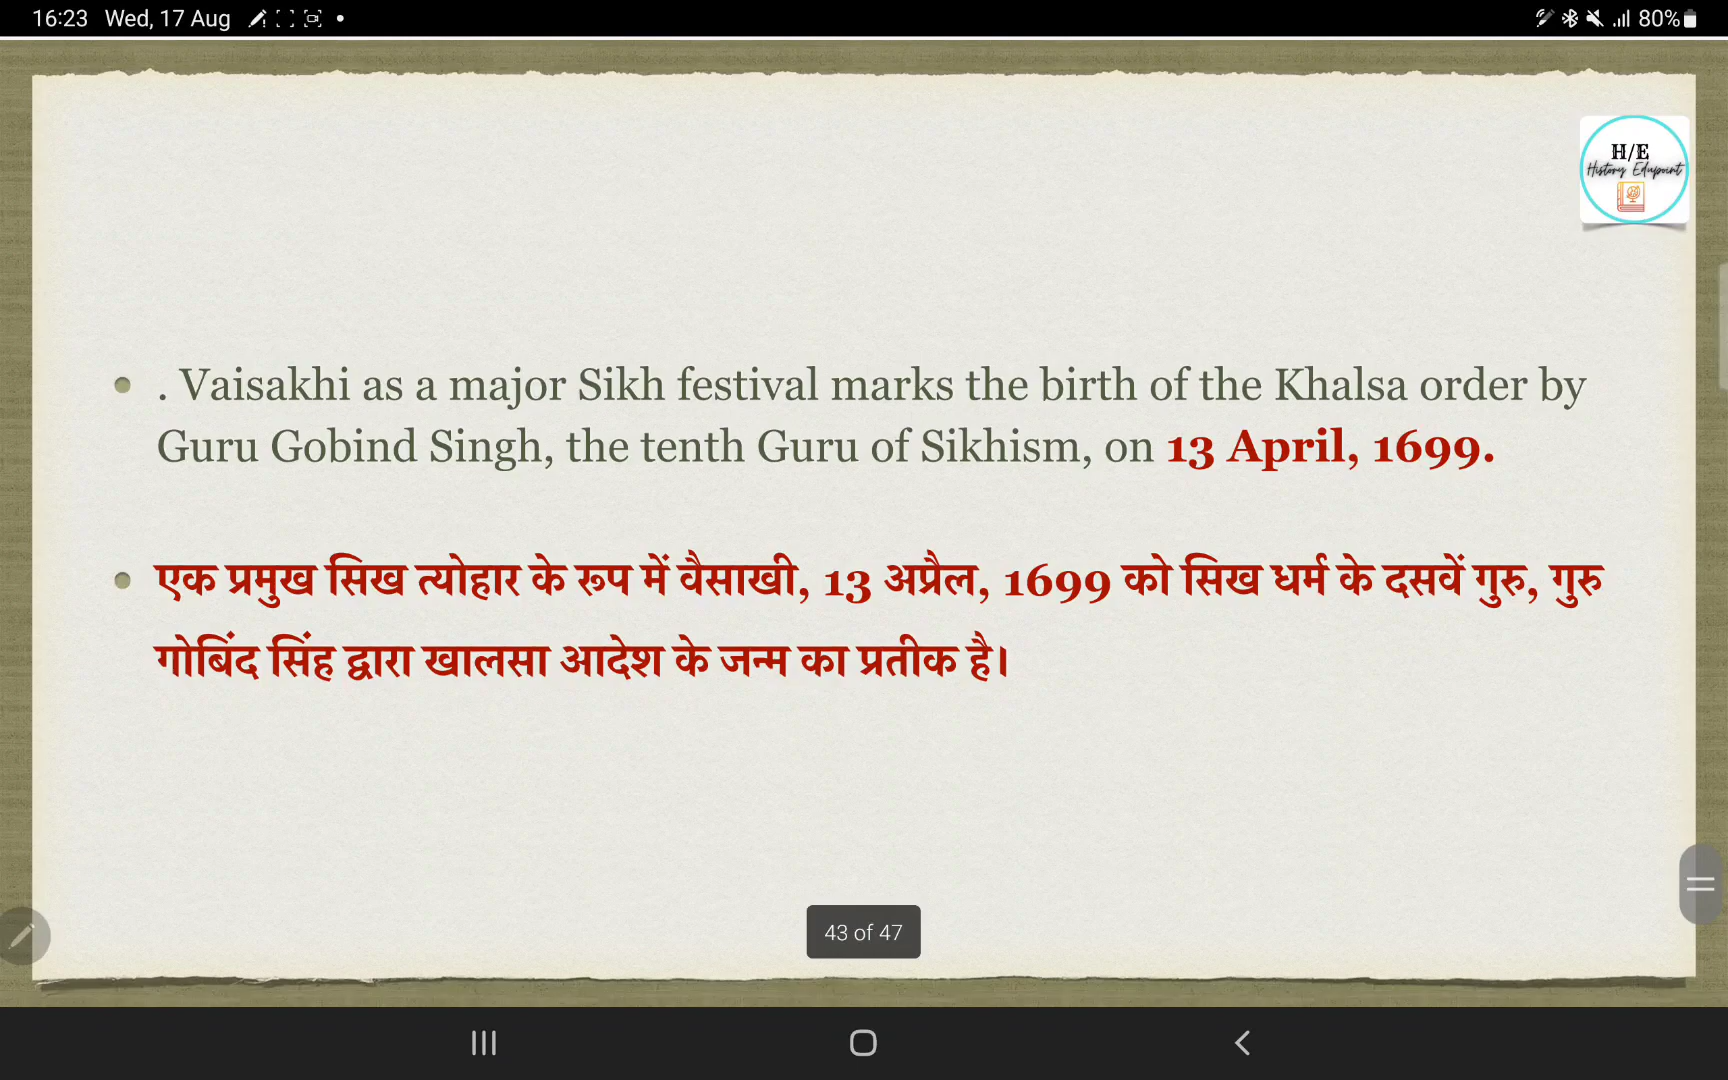 16:23 Wed, 17 Aug
80%
H/E
History Edupoint
. Vaisakhi as a major Sikh festival marks the birth of the Khalsa order by
Guru Gobind Singh, the tenth Guru of Sikhism, on 13 April, 1699.
एक प्रमुख सिख त्योहार के रूप में वैसाखी, 13 अप्रैल, 1699 को सिख धर्म के दसवें गुरु, गुरु
गोबिंद सिंह द्वारा खालसा आदेश के जन्म का प्रतीक है।
43 of 47